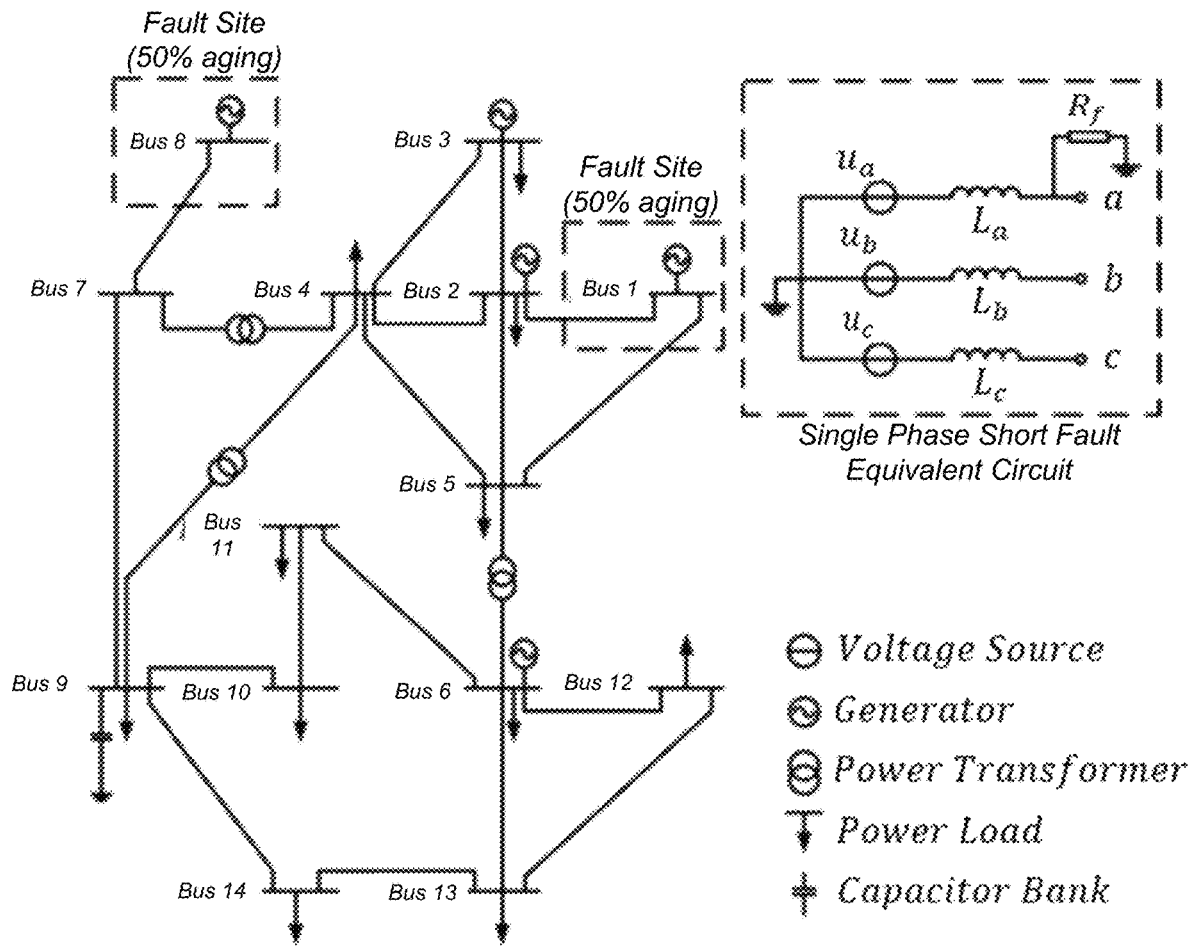 Fault Site
(50% aging)
Bus 8
Bus 3
Fault Site
(50% aging)
Bus 7
Bus 4
Bus 2
Bus 1
R_f
u_a
L_a
a
u_b
L_b
b
u_c
L_c
c
Single Phase Short Fault
Equivalent Circuit
Bus 5
Bus
11
Bus 9
Bus 10
Bus 6
Bus 12
Bus 14
Bus 13
Voltage Source
Generator
Power Transformer
Power Load
Capacitor Bank